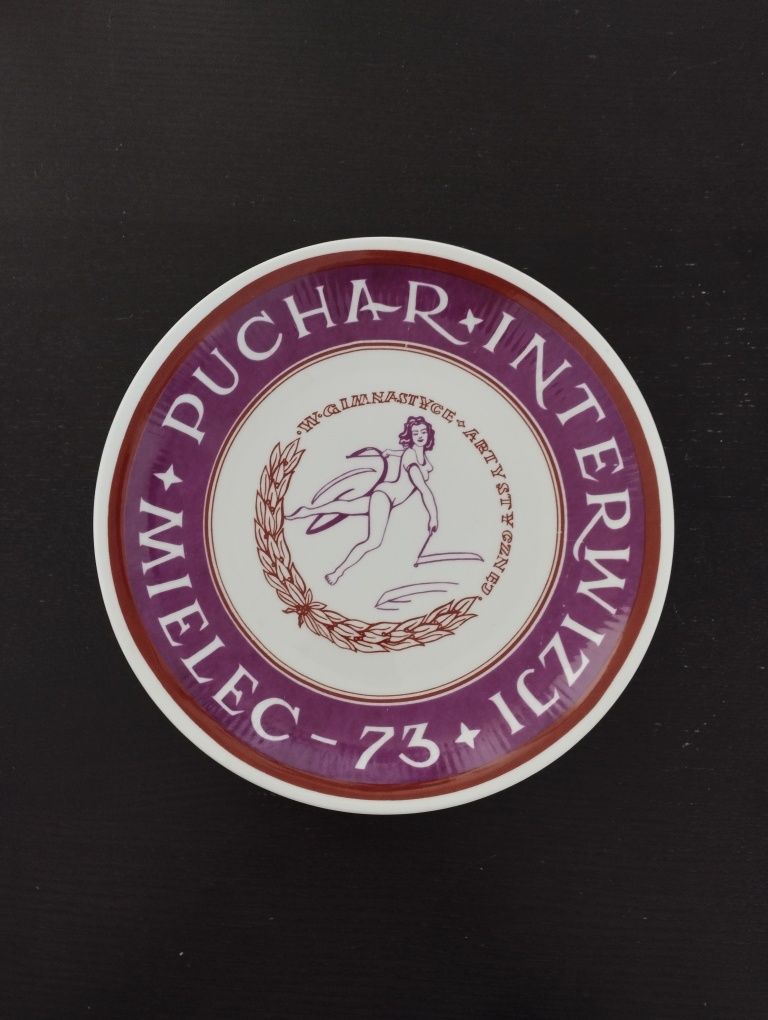 PUCHAR ✦ INTERWIZJI ✦ MIELEC - 73 ✦
• W • GIMNASTYCE ✦ ARTYSTYCZNEJ •